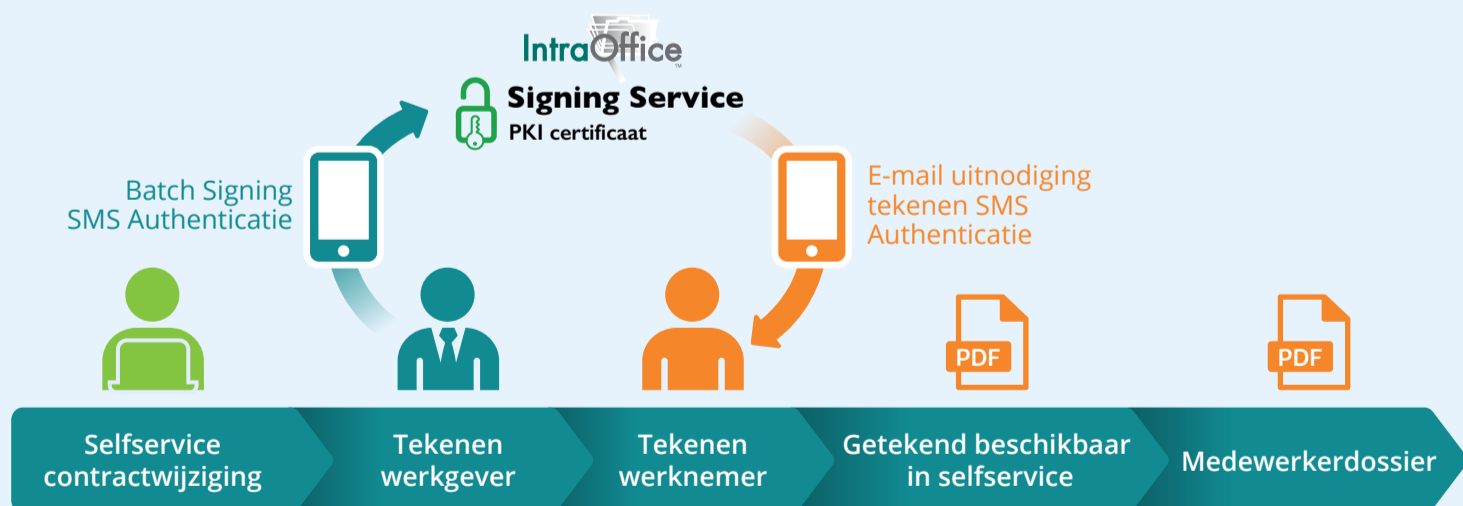 IntraOffice
TM
Signing Service
PKI certificaat
Batch Signing
SMS Authenticatie
E-mail uitnodiging
tekenen SMS
Authenticatie
PDF
PDF
Selfservice
contractwijziging
Tekenen
werkgever
Tekenen
werknemer
Getekend beschikbaar
in selfservice
Medewerkerdossier